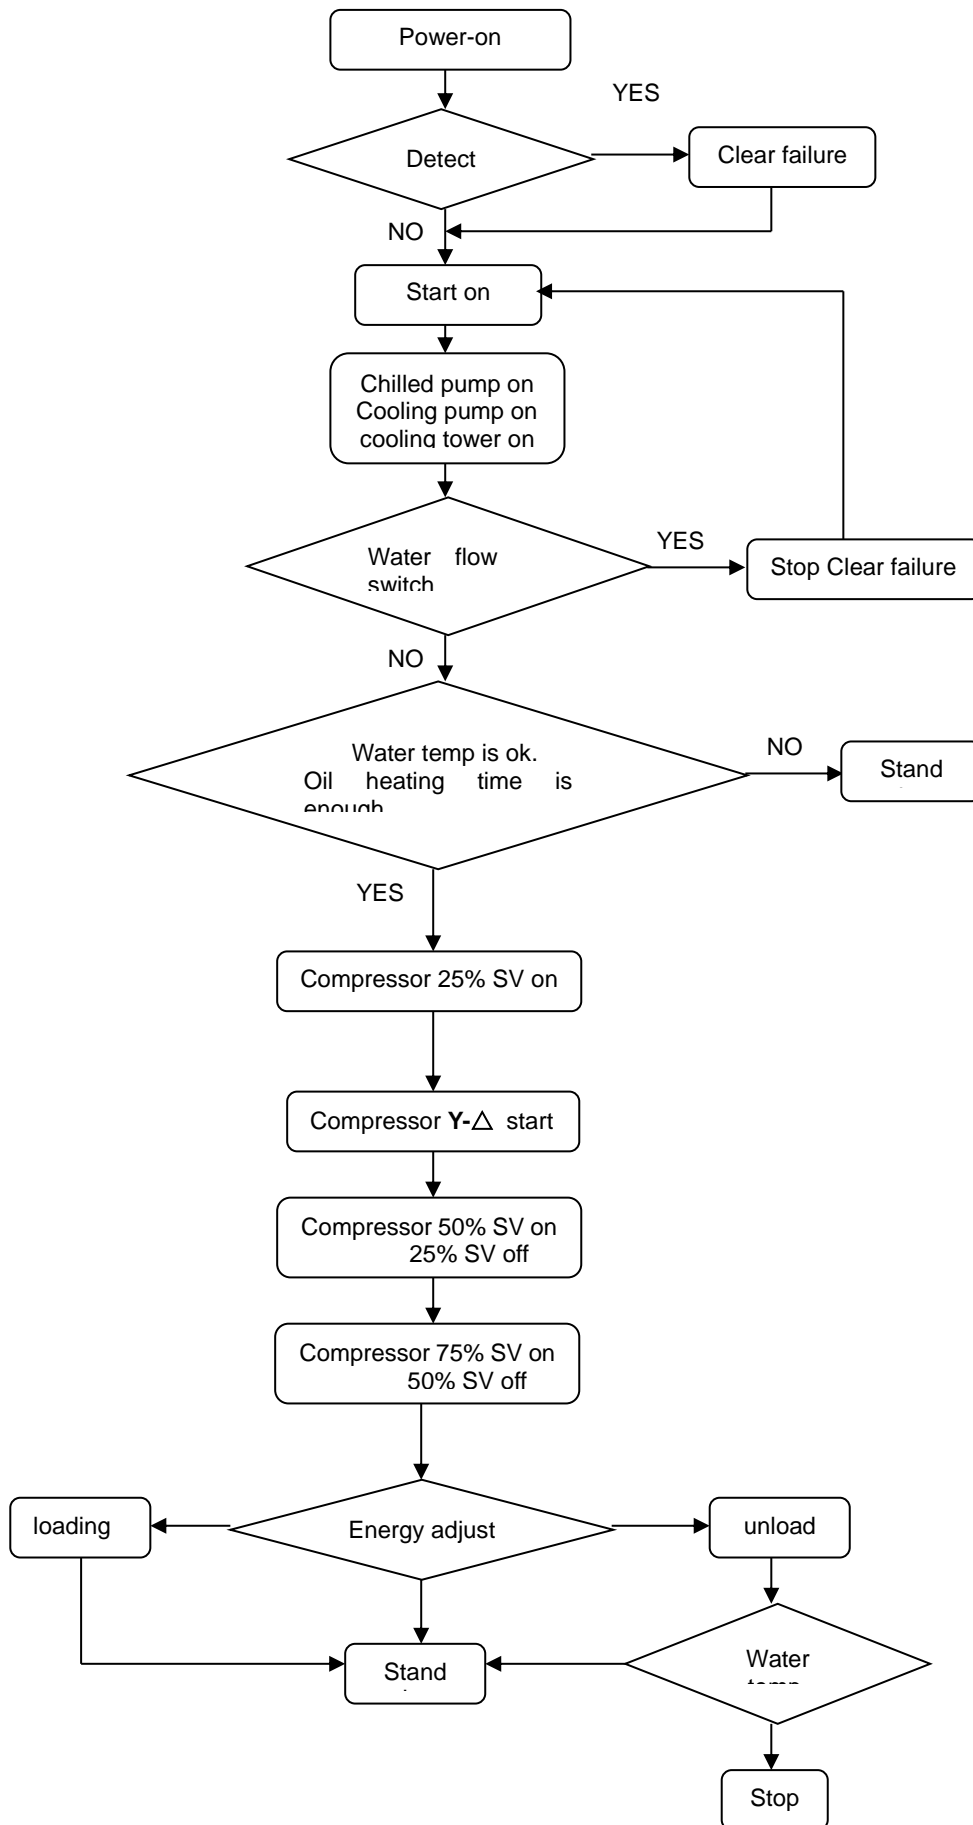 Power-on
YES
Detect
Clear failure
NO
Start on
Chilled pump on
Cooling pump on
cooling tower on
Water flow
switch
YES
Stop Clear failure
NO
Water temp is ok.
Oil heating time is
enough
NO
Stand
YES
Compressor 25% SV on
Compressor Y-△ start
Compressor 50% SV on
25% SV off
Compressor 75% SV on
50% SV off
loading
Energy adjust
unload
Stand
Water
temp
Stop